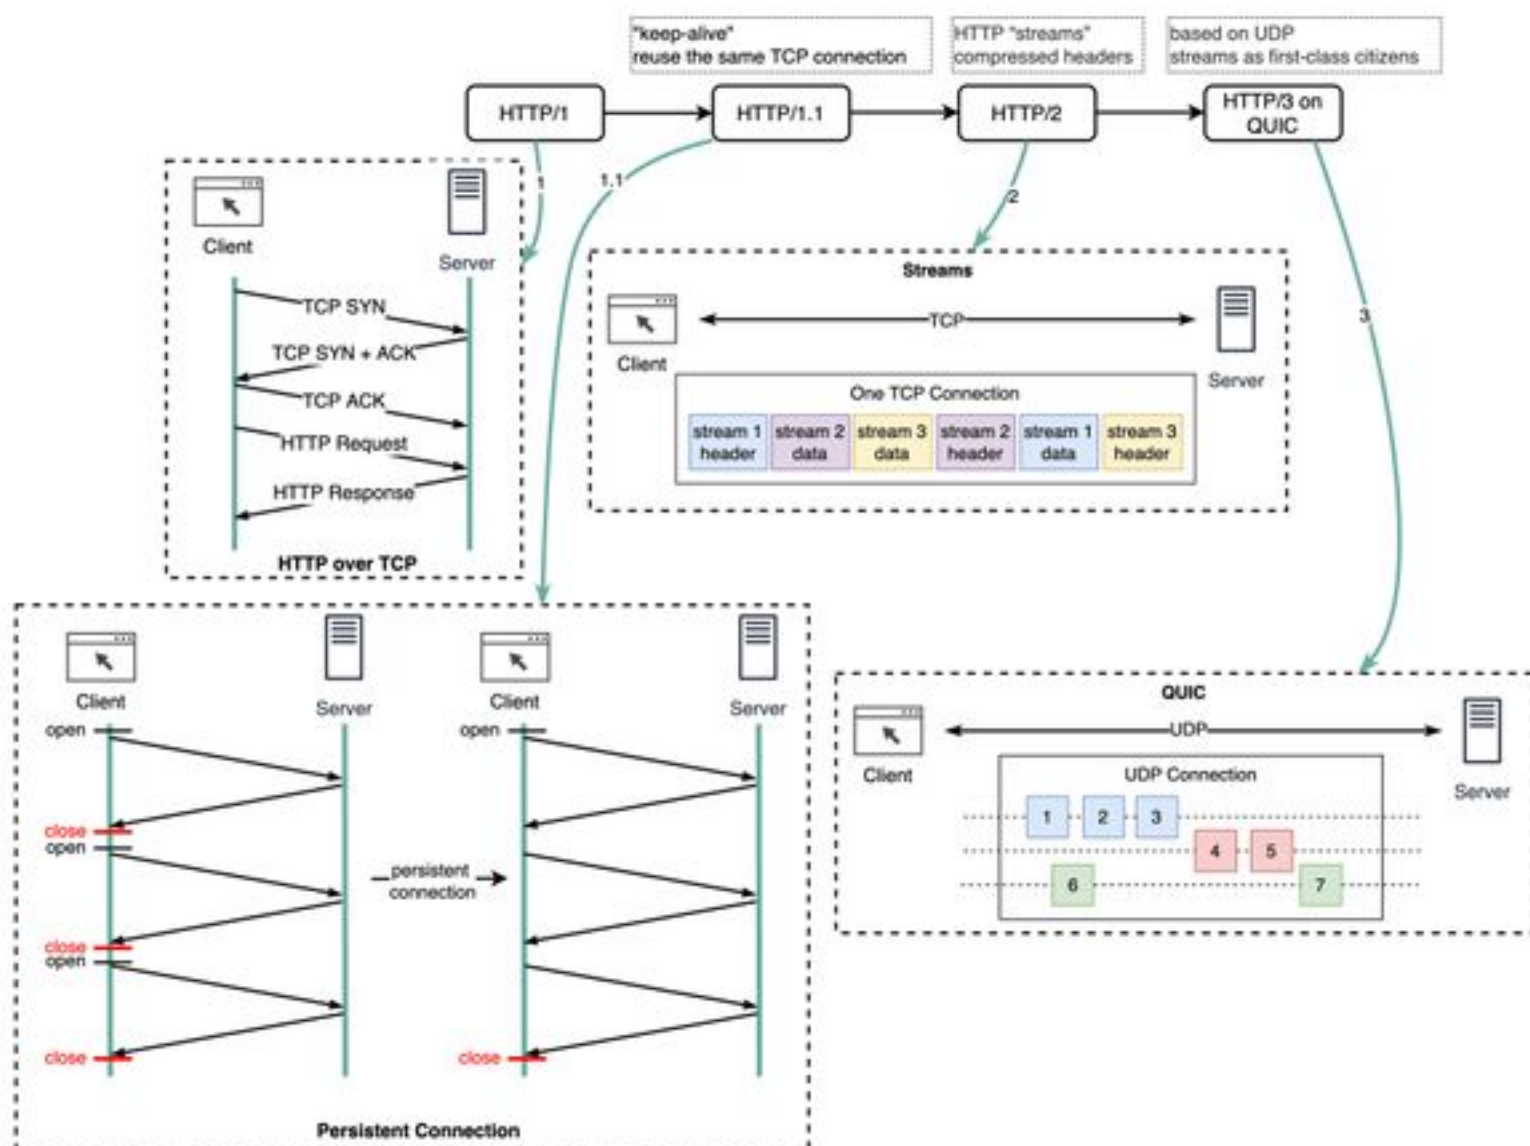 "keep-alive"
reuse the same TCP connection
HTTP "streams"
compressed headers
based on UDP
streams as first-class citizens
HTTP/1
HTTP/1.1
HTTP/2
HTTP/3 on
QUIC
1
1.1
2
3
Client
Server
TCP SYN
TCP SYN + ACK
TCP ACK
HTTP Request
HTTP Response
HTTP over TCP
Streams
Client
TCP
Server
One TCP Connection
stream 1
header
stream 2
data
stream 3
data
stream 2
header
stream 1
data
stream 3
header
Client
Server
open
close
open
close
open
close
persistent
connection
Client
Server
open
close
Persistent Connection
QUIC
Client
UDP
Server
UDP Connection
1
2
3
4
5
6
7